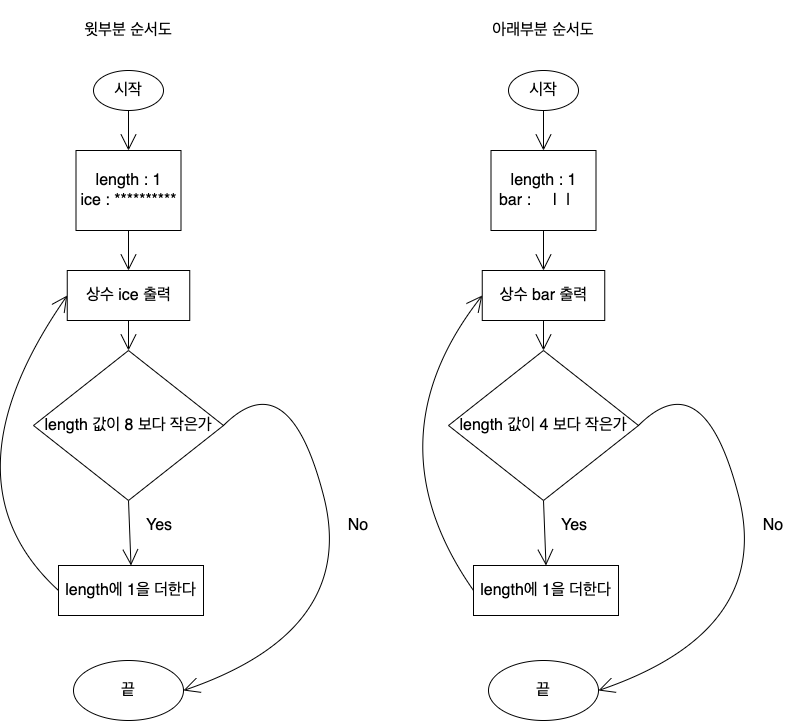 윗부분 순서도
시작
length : 1
ice : **********
상수 ice 출력
length 값이 8 보다 작은가
Yes
No
length에 1을 더한다
끝
아래부분 순서도
시작
length : 1
bar :     | |
상수 bar 출력
length 값이 4 보다 작은가
Yes
No
length에 1을 더한다
끝